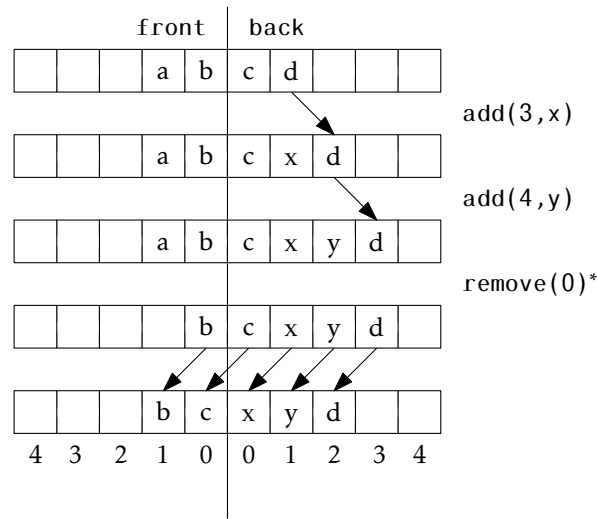 front back
a b c d
add(3,x)
a b c x d
add(4,y)
a b c x y d
remove(0)*
b c x y d
b c x y d
4 3 2 1 0 0 1 2 3 4